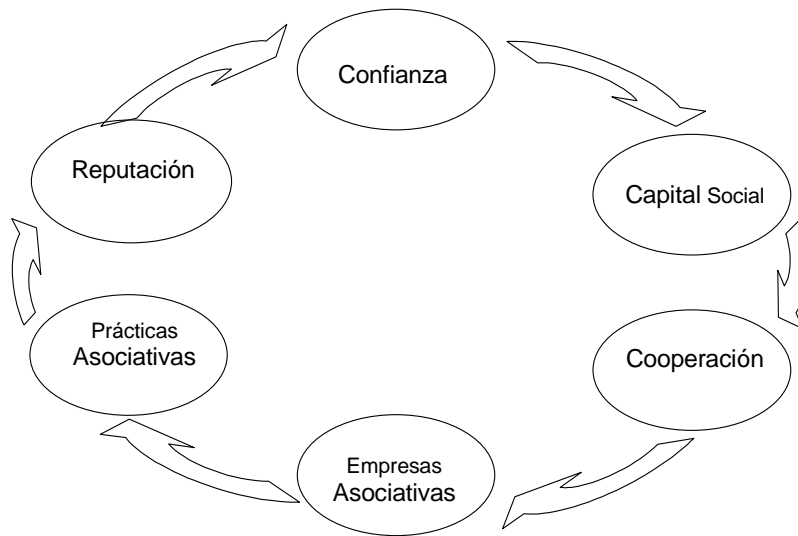 Confianza
Capital Social
Cooperación
Empresas
Asociativas
Prácticas
Asociativas
Reputación